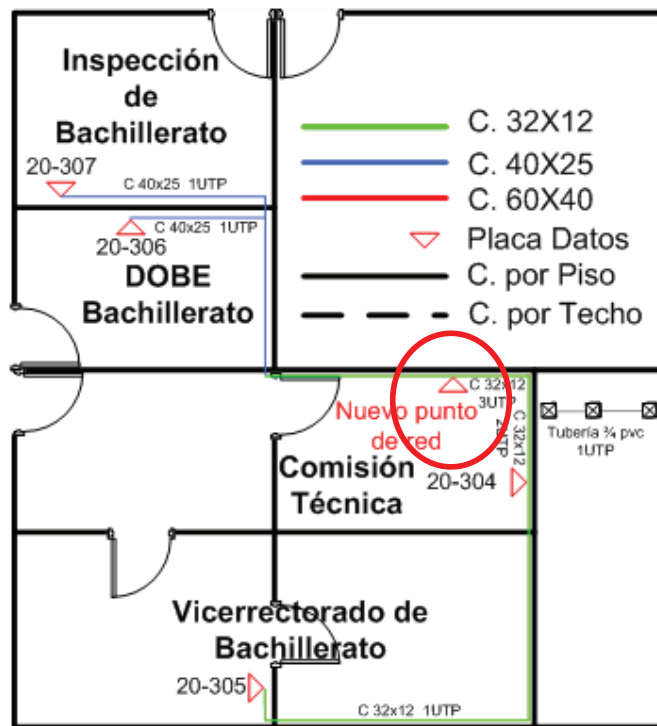 Inspección
de
Bachillerato
20-307
C 40x25 1UTP
C 40x25 1UTP
20-306
DOBE
Bachillerato
C. 32X12
C. 40X25
C. 60X40
Placa Datos
C. por Piso
C. por Techo
C 32x12
3UTP
C 32x12
2UTP
Nuevo punto
de red
Comisión
Técnica
20-304
Tubería ¾ pvc
1UTP
Vicerrectorado de
Bachillerato
20-305
C 32x12 1UTP